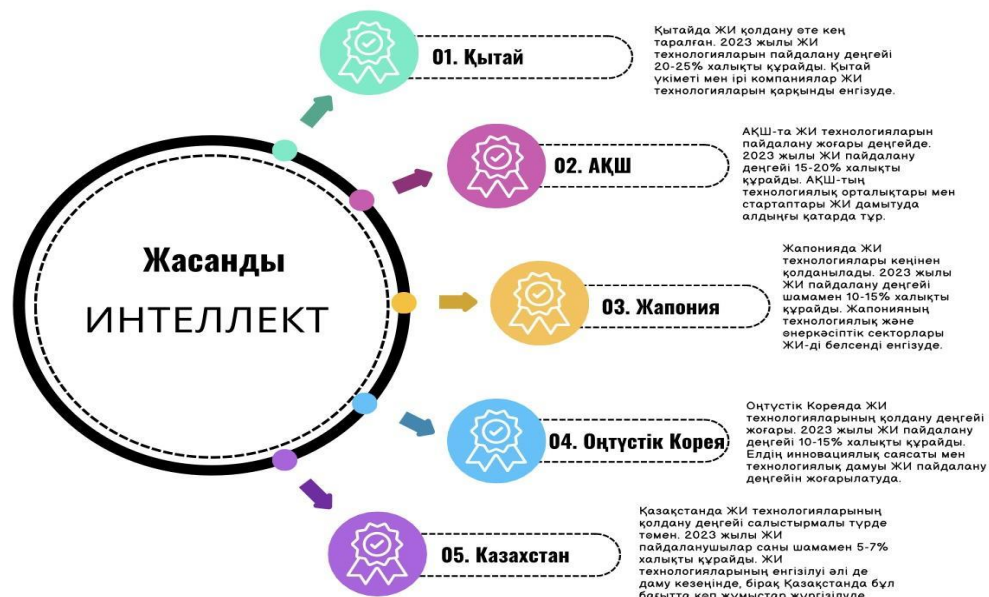 Жасанды
ИНТЕЛЛЕКТ
01. Қытай
Қытайда ЖИ қолдану өте кең
таралған. 2023 жылы ЖИ
технологияларын пайдалану деңгейі
20-25% халықты құрайды. Қытай
үкіметі мен ірі компаниялар ЖИ
технологияларын қарқынды енгізуде.
02. АҚШ
АҚШ-та ЖИ технологияларын
пайдалану жоғары деңгейде.
2023 жылы ЖИ пайдалану
деңгейі 15-20% халықты
құрайды. АҚШ-тың
технологиялық орталықтары мен
стартаптары ЖИ дамытуда
алдыңғы қатарда тұр.
03. Жапония
Жапонияда ЖИ
технологиялары кеңінен
қолданылады. 2023 жылы
ЖИ пайдалану деңгейі
шамамен 10-15% халықты
құрайды. Жапонияның
технологиялық және
өнеркәсіптік секторлары
ЖИ-ді белсенді енгізуде.
04. Оңтүстік Корея
Оңтүстік Кореяда ЖИ
технологияларының қолдану деңгейі
жоғары. 2023 жылы ЖИ пайдалану
деңгейі 10-15% халықты құрайды.
Елдің инновациялық саясаты мен
технологиялық дамуы ЖИ пайдалану
деңгейін жоғарылатуда.
05. Казахстан
Қазақстанда ЖИ технологияларының
қолдану деңгейі салыстырмалы түрде
төмен. 2023 жылы ЖИ
пайдаланушылар саны шамамен 5-7%
халықты құрайды. ЖИ
технологияларының енгізілуі әлі де
даму кезеңінде, бірақ Қазақстанда бұл
бағытта көп жұмыстар жүргізілуде.